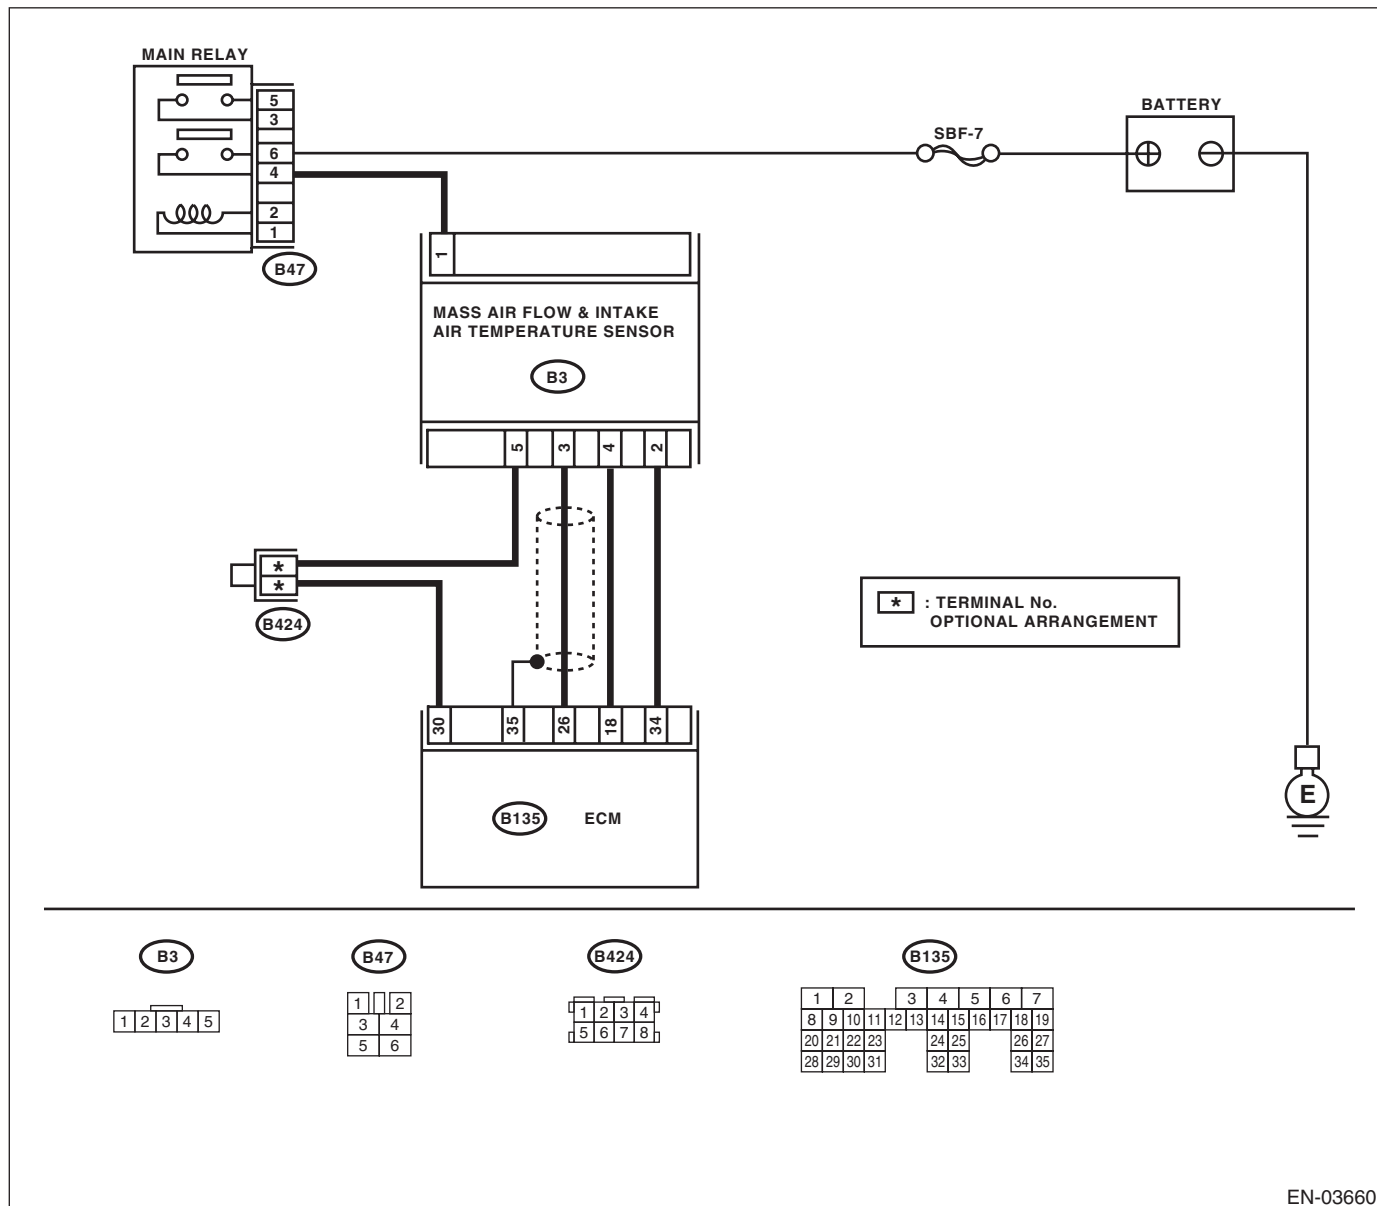 MAIN RELAY
5
3
6
4
2
1
B47
SBF-7
BATTERY
1
MASS AIR FLOW & INTAKE
AIR TEMPERATURE SENSOR
B3
5 3 4 2
*
*
B424
* : TERMINAL No.
OPTIONAL ARRANGEMENT
30 35 26 18 34
B135 ECM
E
B3 B47 B424 B135
1 2 3 4 5
1 2
3 4
5 6
1 2 3 4
5 6 7 8
1 2 3 4 5 6 7
8 9 10 11 12 13 14 15 16 17 18 19
20 21 22 23 24 25 26 27
28 29 30 31 32 33 34 35
EN-03660